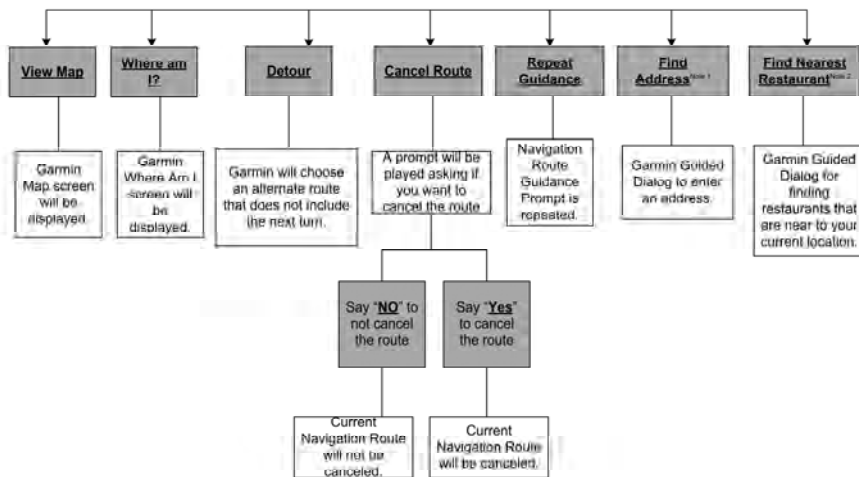 View Map
Where am
I?
Detour
Cancel Route
Repeat
Guidance
Find
Address Note 1
Find Nearest
Restaurant Note 2
Garmin
Map screen
will be
displayed.
Garmin
Where Am I
screen will
be
displayed.
Garmin will choose
an alternate route
that does not include
the next turn.
A prompt will be
played asking if
you want to
cancel the route
Navigation
Route
Guidance
Prompt is
repeated.
Garmin Guided
Dialog to enter
an address.
Garmin Guided
Dialog for
finding
restaurants that
are near to your
current location.
Say “NO” to
not cancel
the route
Say “Yes”
to cancel
the route
Current
Navigation Route
will not be
canceled.
Current
Navigation Route
will be canceled.